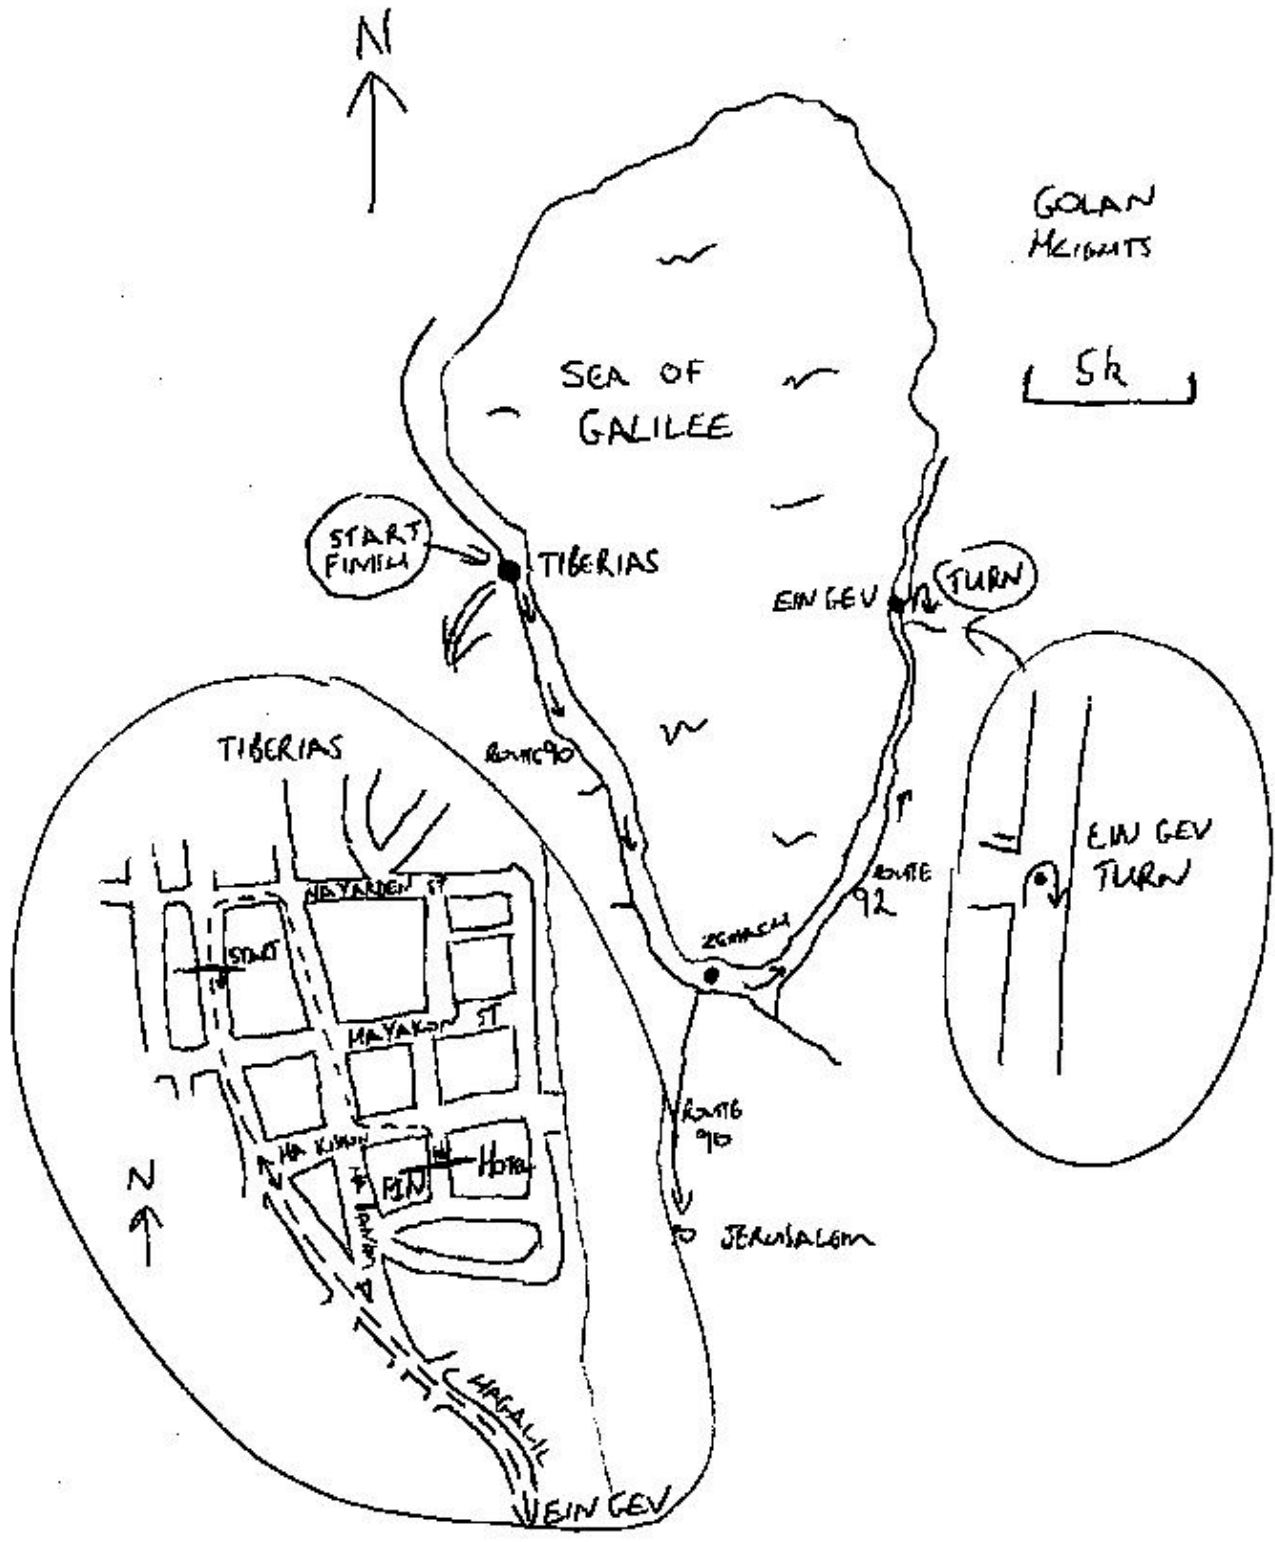 N
GOLAN
HEIGHTS
5k
SEA OF
GALILEE
START
FINISH
TIBERIAS
EIN GEV
TURN
ROUTE 90
TIBERIAS
EIN GEV
TURN
ROUTE
92
ZEMACH
HAYARDEN ST
START
HAYARKON ST
ROUTE
90
HA KISHON
FIN
HOTEL
N
JERUSALEM
HAGALIL
EIN GEV